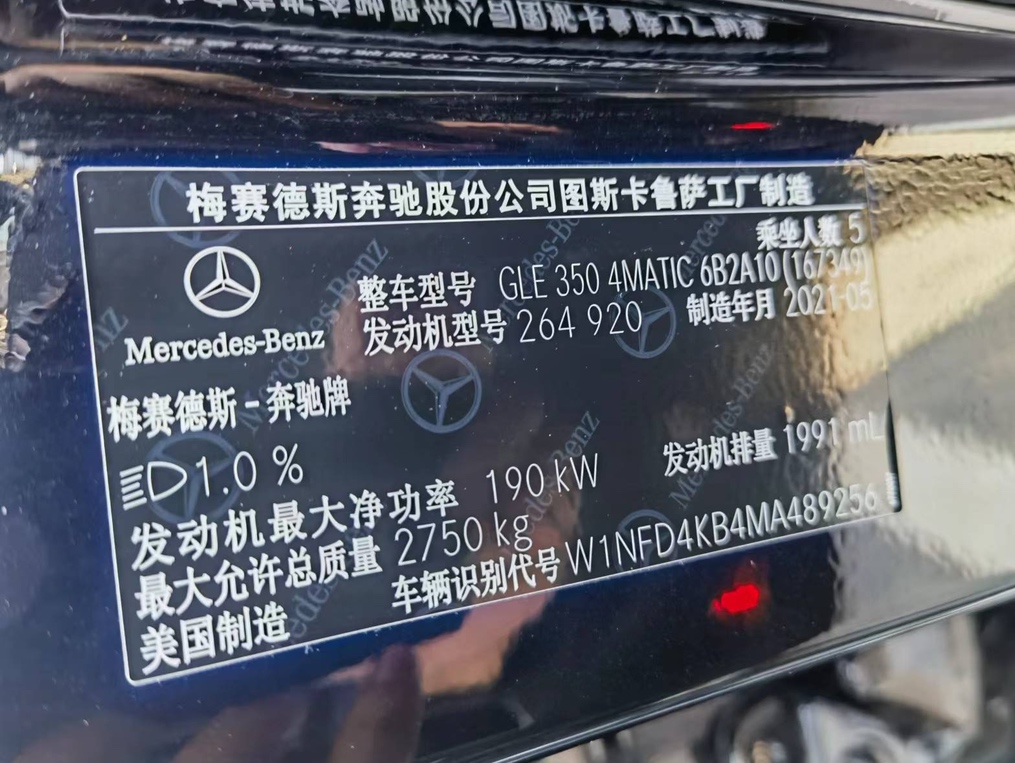 梅赛德斯奔驰股份公司图斯卡鲁萨工厂制造
乘坐人数 5
整车型号 GLE 350 4MATIC 6B2A10 (167349)
发动机型号 264 920 制造年月 2021-05
Mercedes-Benz
梅赛德斯-奔驰牌
1.0 %
发动机最大净功率 190 kW 发动机排量 1991 mL
最大允许总质量 2750 kg
车辆识别代号 W1NFD4KB4MA489256
美国制造